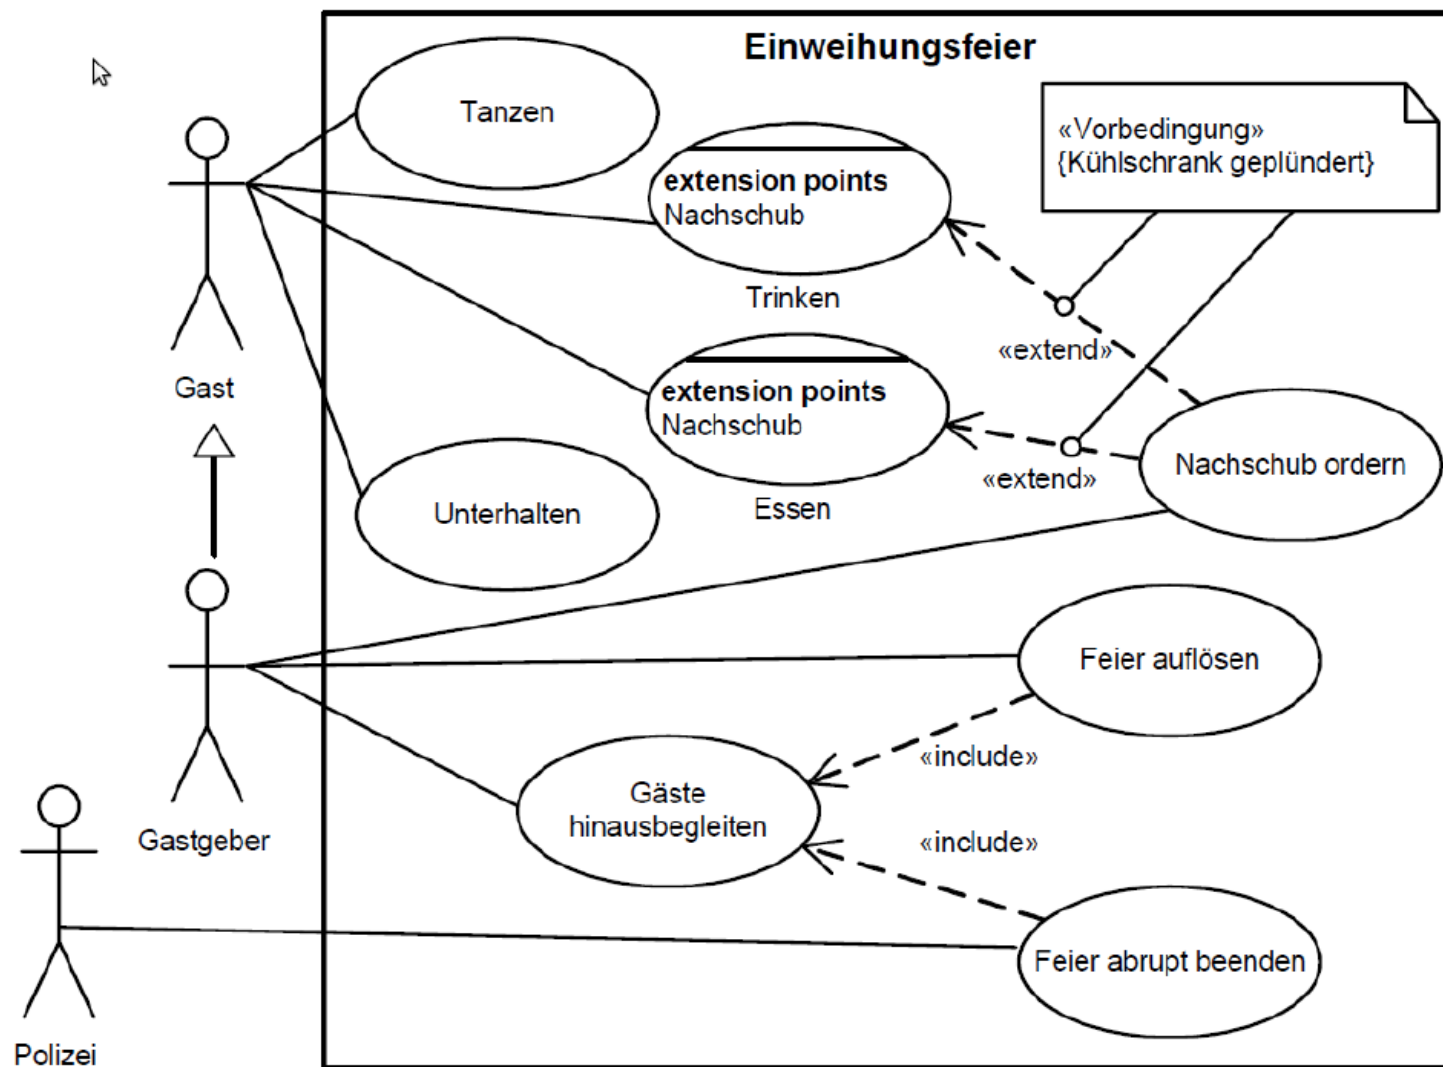 Einweihungsfeier
Tanzen
«Vorbedingung»
{Kühlschrank geplündert}
extension points
Nachschub
Trinken
«extend»
Gast
extension points
Nachschub
Essen
«extend»
Nachschub ordern
Unterhalten
Feier auflösen
«include»
Gäste
hinausbegleiten
«include»
Gastgeber
Feier abrupt beenden
Polizei